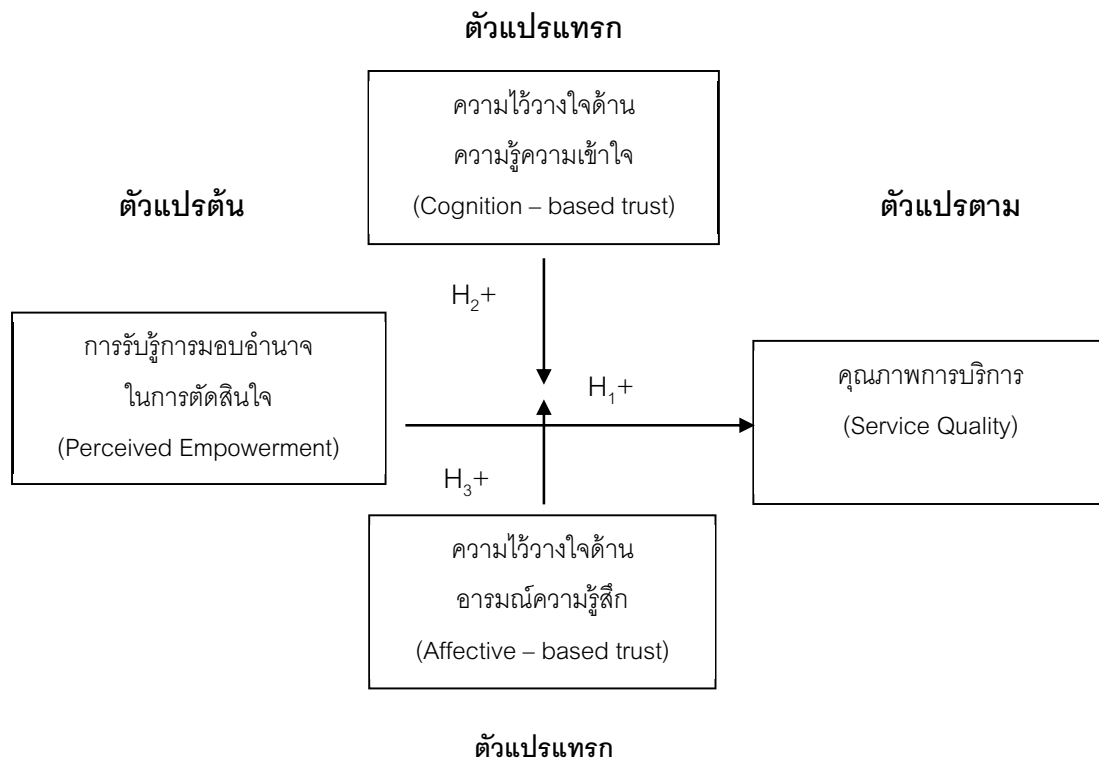 ตัวแปรแทรก
ความไว้วางใจด้าน
ความรู้ความเข้าใจ
(Cognition – based trust)
ตัวแปรต้น
ตัวแปรตาม
H₂+
การรับรู้การมอบอำนาจ
ในการตัดสินใจ
(Perceived Empowerment)
H₁+
คุณภาพการบริการ
(Service Quality)
H₃+
ความไว้วางใจด้าน
อารมณ์ความรู้สึก
(Affective – based trust)
ตัวแปรแทรก